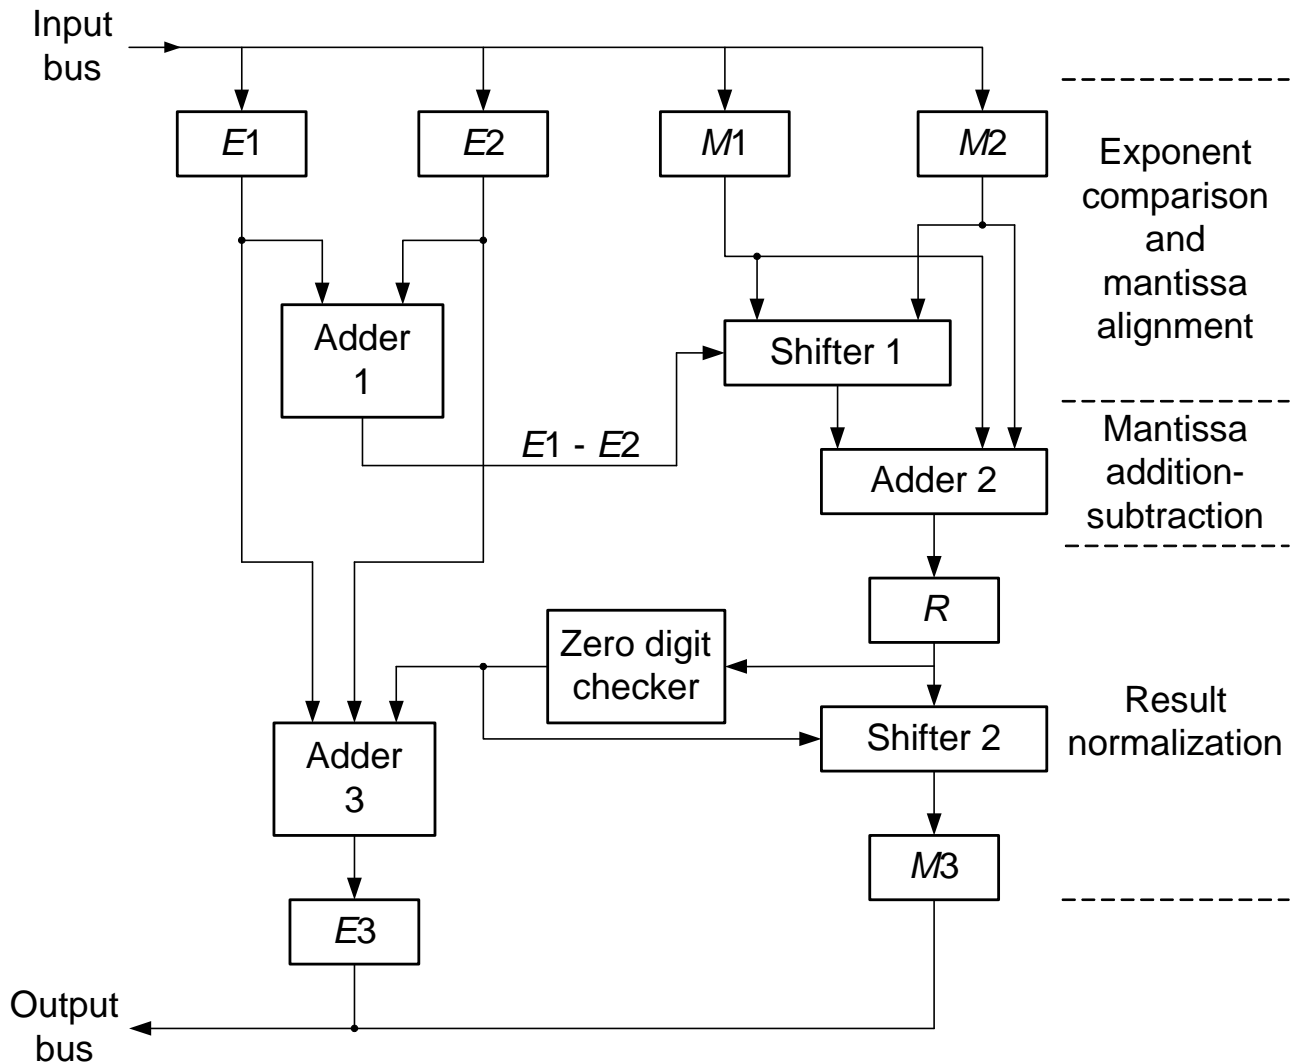 Input
bus
E1
E2
M1
M2
Exponent
comparison
and
mantissa
alignment
Adder
1
Shifter 1
E1 - E2
Mantissa
addition-
subtraction
Adder 2
R
Zero digit
checker
Shifter 2
Result
normalization
Adder
3
M3
E3
Output
bus